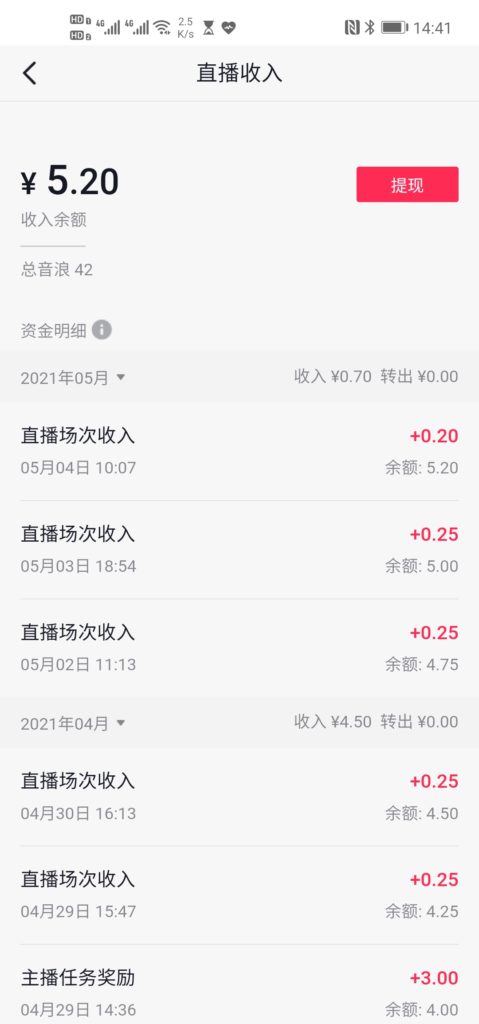 HD 1 4G 4G 2.5 K/s 14:41
HD 2
直播收入
¥ 5.20
提现
收入余额
总音浪 42
资金明细
2021年05月 收入 ¥0.70 转出 ¥0.00
直播场次收入 +0.20
05月04日 10:07 余额: 5.20
直播场次收入 +0.25
05月03日 18:54 余额: 5.00
直播场次收入 +0.25
05月02日 11:13 余额: 4.75
2021年04月 收入 ¥4.50 转出 ¥0.00
直播场次收入 +0.25
04月30日 16:13 余额: 4.50
直播场次收入 +0.25
04月29日 15:47 余额: 4.25
主播任务奖励 +3.00
04月29日 14:36 余额: 4.00